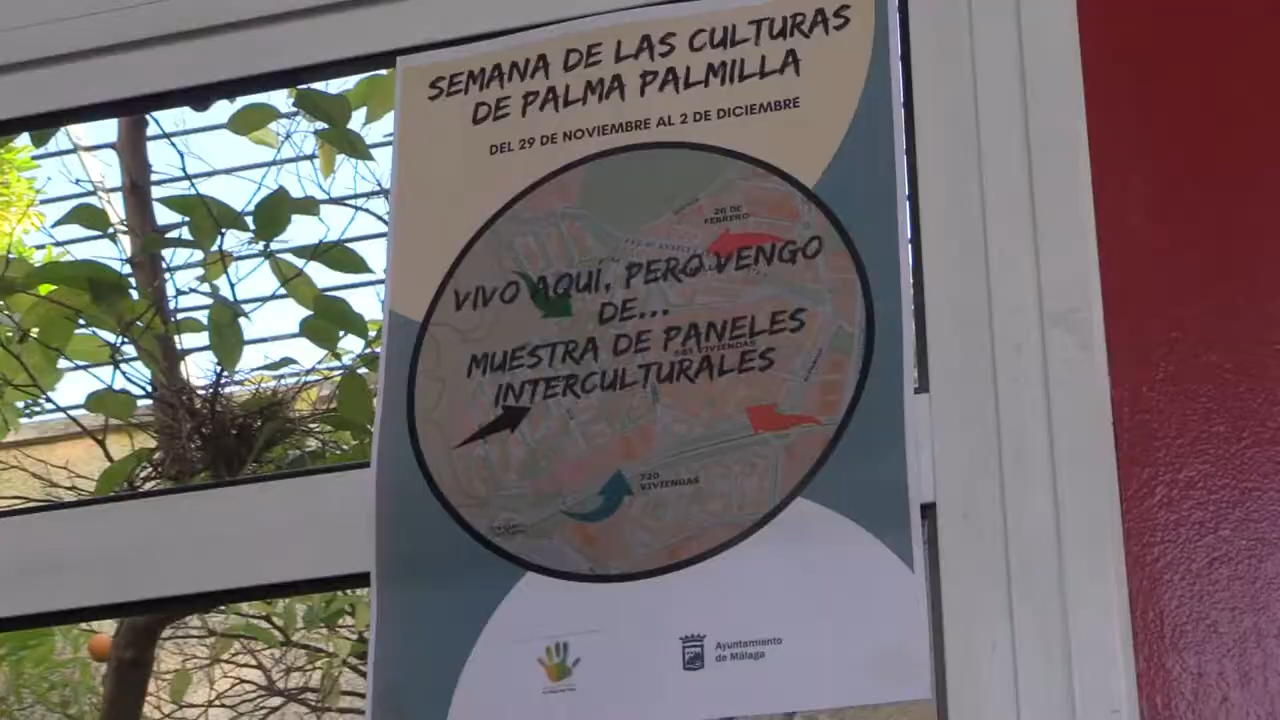 SEMANA DE LAS CULTURAS
DE PALMA PALMILLA
DEL 29 DE NOVIEMBRE AL 2 DE DICIEMBRE
26 DE
FEBRERO
VIVO AQUÍ, PERO VENGO
DE...
MUESTRA DE PANELES
INTERCULTURALES
VIVIENDAS
720
VIVIENDAS
Ayuntamiento
de Málaga